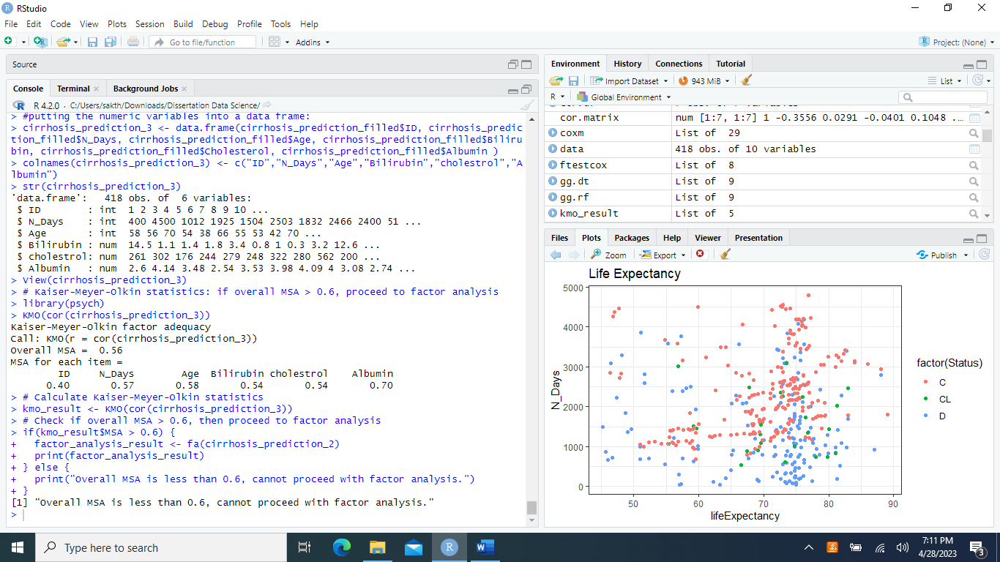 RStudio
File Edit Code View Plots Session Build Debug Profile Tools Help
Go to file/function Addins Project: (None)
Source
Console Terminal Background Jobs
R 4.2.0 · C:/Users/sakth/Downloads/Dissertation Data Science/
> #putting the numeric variables into a data frame:
> cirrhosis_prediction_3 <- data.frame(cirrhosis_prediction_filled$ID, cirrhosis_predic
tion_filled$N_Days, cirrhosis_prediction_filled$Age, cirrhosis_prediction_filled$Biliru
bin, cirrhosis_prediction_filled$Cholesterol, cirrhosis_prediction_filled$Albumin )
> colnames(cirrhosis_prediction_3) <- c("ID","N_Days","Age","Bilirubin","cholestrol","A
lbumin")
> str(cirrhosis_prediction_3)
'data.frame': 418 obs. of 6 variables:
$ ID : int 1 2 3 4 5 6 7 8 9 10 ...
$ N_Days : int 400 4500 1012 1925 1504 2503 1832 2466 2400 51 ...
$ Age : int 58 56 70 54 38 66 55 53 42 70 ...
$ Bilirubin : num 14.5 1.1 1.4 1.8 3.4 0.8 1 0.3 3.2 12.6 ...
$ cholestrol: num 261 302 176 244 279 248 322 280 562 200 ...
$ Albumin : num 2.6 4.14 3.48 2.54 3.53 3.98 4.09 4 3.08 2.74 ...
> View(cirrhosis_prediction_3)
> # Kaiser-Meyer-Olkin statistics: if overall MSA > 0.6, proceed to factor analysis
> library(psych)
> KMO(cor(cirrhosis_prediction_3))
Kaiser-Meyer-Olkin factor adequacy
Call: KMO(r = cor(cirrhosis_prediction_3))
Overall MSA = 0.56
MSA for each item =
ID N_Days Age Bilirubin cholestrol Albumin
0.40 0.57 0.58 0.54 0.54 0.70
> # Calculate Kaiser-Meyer-Olkin statistics
> kmo_result <- KMO(cor(cirrhosis_prediction_3))
> # Check if overall MSA > 0.6, then proceed to factor analysis
> if(kmo_result$MSA > 0.6) {
+ factor_analysis_result <- fa(cirrhosis_prediction_2)
+ print(factor_analysis_result)
+ } else {
+ print("Overall MSA is less than 0.6, cannot proceed with factor analysis.")
+ }
[1] "Overall MSA is less than 0.6, cannot proceed with factor analysis."
>
Environment History Connections Tutorial
Import Dataset 943 MiB List
R Global Environment
cor.matrix num [1:7, 1:7] 1 -0.3556 0.0291 -0.0401 0.1048 ...
coxm List of 29
data 418 obs. of 10 variables
ftestcox List of 8
gg.dt List of 9
gg.rf List of 9
kmo_result List of 5
Files Plots Packages Help Viewer Presentation
Zoom Export Publish
Life Expectancy
5000
4000
3000
2000
1000
0
N_Days
50 60 70 80 90
lifeExpectancy
factor(Status)
C
CL
D
Type here to search
7:11 PM
4/28/2023
3